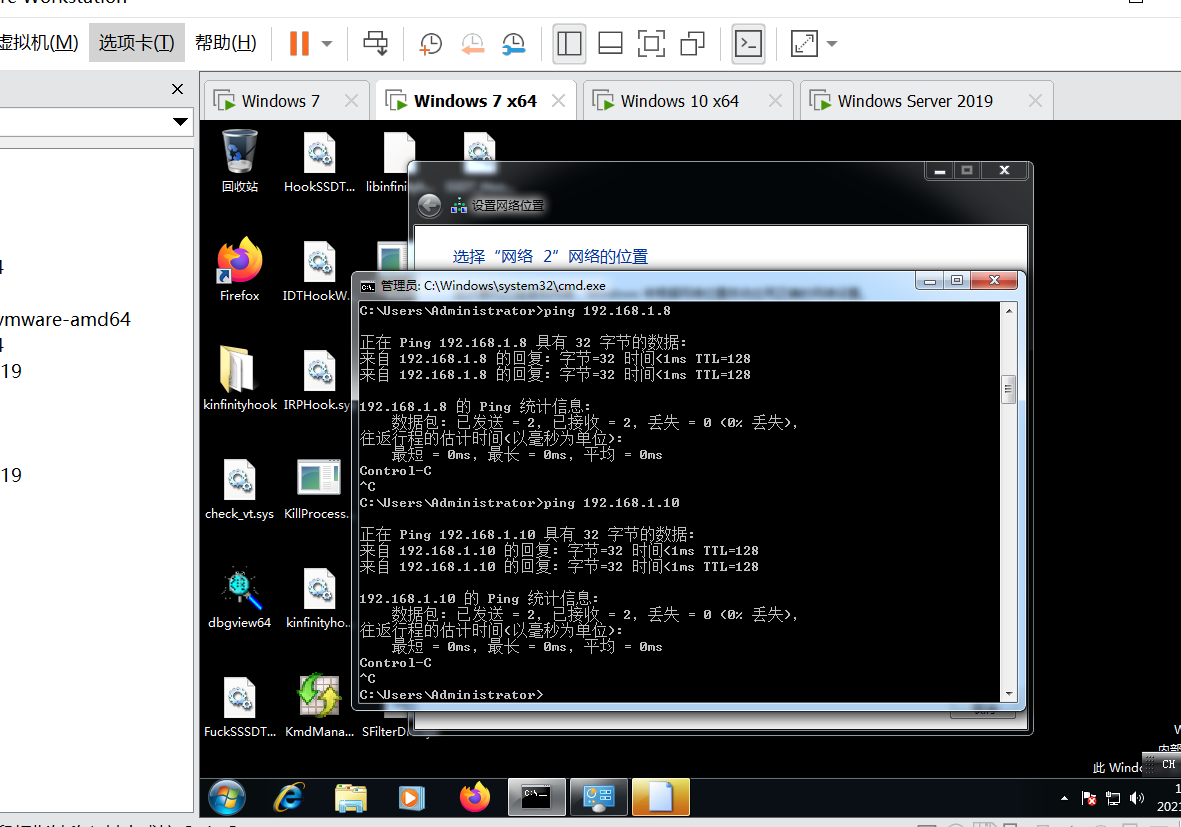 re Workstation
虚拟机(M) 选项卡(T) 帮助(H)
Windows 7
Windows 7 x64
Windows 10 x64
Windows Server 2019
4
vmware-amd64
4
19
19
回收站
HookSSDT...
Firefox
IDTHookW.
kinfinityhook
IRPHook.sy
check_vt.sys
KillProcess.
dbgview64
kinfinityho..
FuckSSSDT...
KmdMana...
设置网络位置
选择“网络 2”网络的位置
管理员: C:\Windows\system32\cmd.exe
C:\Users\Administrator>ping 192.168.1.8
正在 Ping 192.168.1.8 具有 32 字节的数据:
来自 192.168.1.8 的回复: 字节=32 时间<1ms TTL=128
来自 192.168.1.8 的回复: 字节=32 时间<1ms TTL=128
192.168.1.8 的 Ping 统计信息:
数据包: 已发送 = 2, 已接收 = 2, 丢失 = 0 (0% 丢失),
往返行程的估计时间(以毫秒为单位):
最短 = 0ms, 最长 = 0ms, 平均 = 0ms
Control-C
^C
C:\Users\Administrator>ping 192.168.1.10
正在 Ping 192.168.1.10 具有 32 字节的数据:
来自 192.168.1.10 的回复: 字节=32 时间<1ms TTL=128
来自 192.168.1.10 的回复: 字节=32 时间<1ms TTL=128
192.168.1.10 的 Ping 统计信息:
数据包: 已发送 = 2, 已接收 = 2, 丢失 = 0 (0% 丢失),
往返行程的估计时间(以毫秒为单位):
最短 = 0ms, 最长 = 0ms, 平均 = 0ms
Control-C
^C
C:\Users\Administrator>
W
内部
此 Windo
CH
1
202